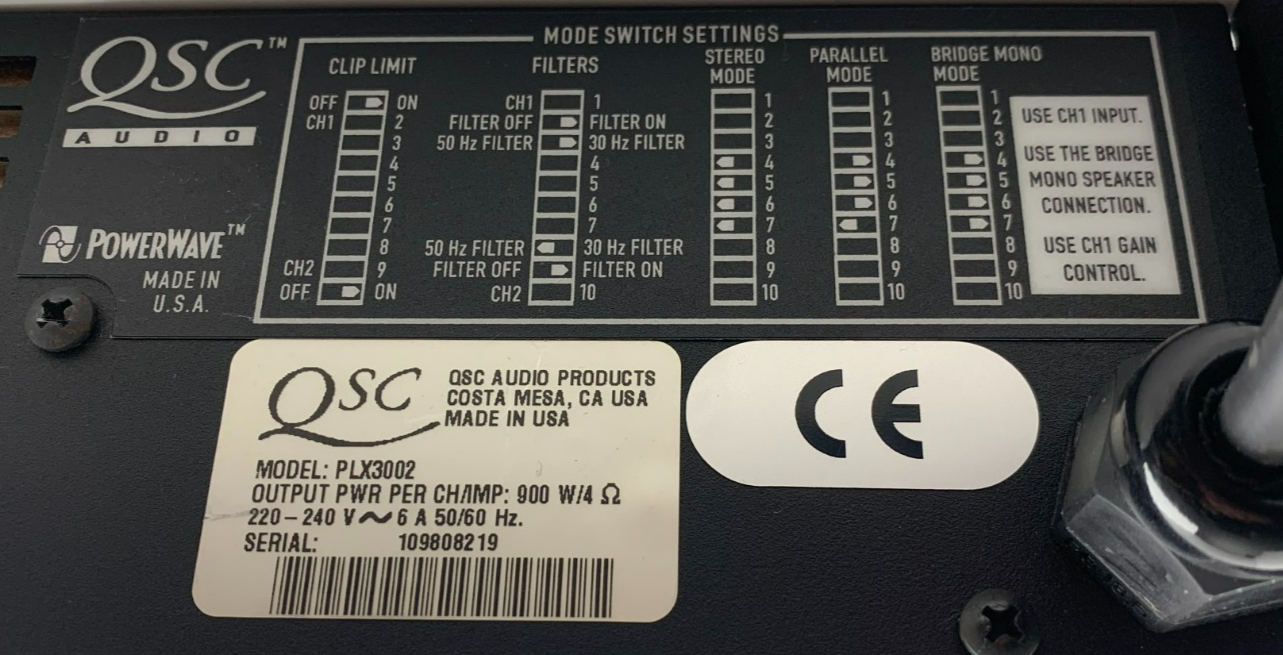 QSC™
AUDIO
POWERWAVE™
MADE IN
U.S.A.
MODE SWITCH SETTINGS
CLIP LIMIT
OFF ON
CH1 2
3
4
5
6
7
8
CH2 9
OFF ON
FILTERS
CH1 1
FILTER OFF FILTER ON
50 Hz FILTER 30 Hz FILTER
4
5
6
7
50 Hz FILTER 30 Hz FILTER
FILTER OFF FILTER ON
CH2 10
STEREO
MODE
1
2
3
4
5
6
7
8
9
10
PARALLEL
MODE
1
2
3
4
5
6
7
8
9
10
BRIDGE MONO
MODE
1
2
3
4
5
6
7
8
9
10
USE CH1 INPUT.
USE THE BRIDGE
MONO SPEAKER
CONNECTION.
USE CH1 GAIN
CONTROL.
QSC
QSC AUDIO PRODUCTS
COSTA MESA, CA USA
MADE IN USA
MODEL: PLX3002
OUTPUT PWR PER CH/IMP: 900 W/4 Ω
220–240 V ~ 6 A 50/60 Hz.
SERIAL: 109808219
CE